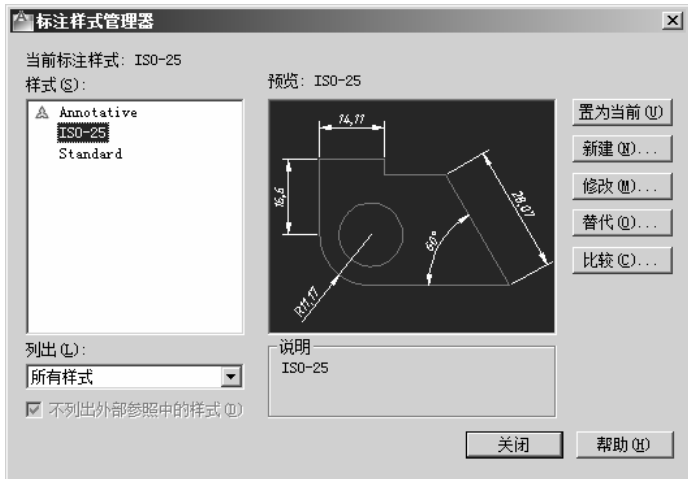 标注样式管理器
当前标注样式: ISO-25
样式(S):
Annotative
ISO-25
Standard
预览: ISO-25
14,11
16,6
28,07
60°
R11,17
置为当前(U)
新建(N)...
修改(M)...
替代(O)...
比较(C)...
列出(L):
所有样式
不列出外部参照中的样式(D)
说明
ISO-25
关闭
帮助(H)